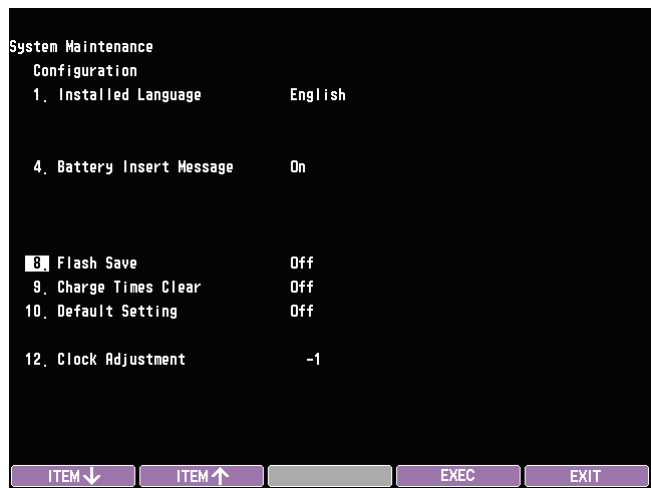 System Maintenance
Configuration
1. Installed Language English
4. Battery Insert Message On
8. Flash Save Off
9. Charge Times Clear Off
10. Default Setting Off
12. Clock Adjustment -1
ITEM↓ ITEM↑ EXEC EXIT